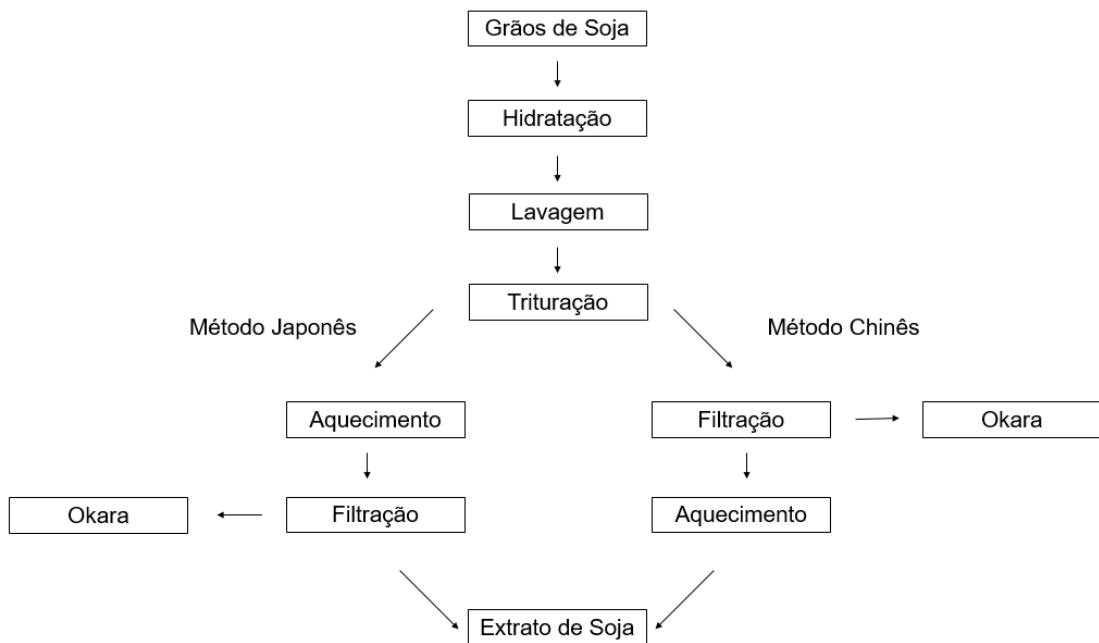 Grãos de Soja
Hidratação
Lavagem
Trituração
Método Japonês
Método Chinês
Aquecimento
Filtração
Okara
Okara
Filtração
Aquecimento
Extrato de Soja